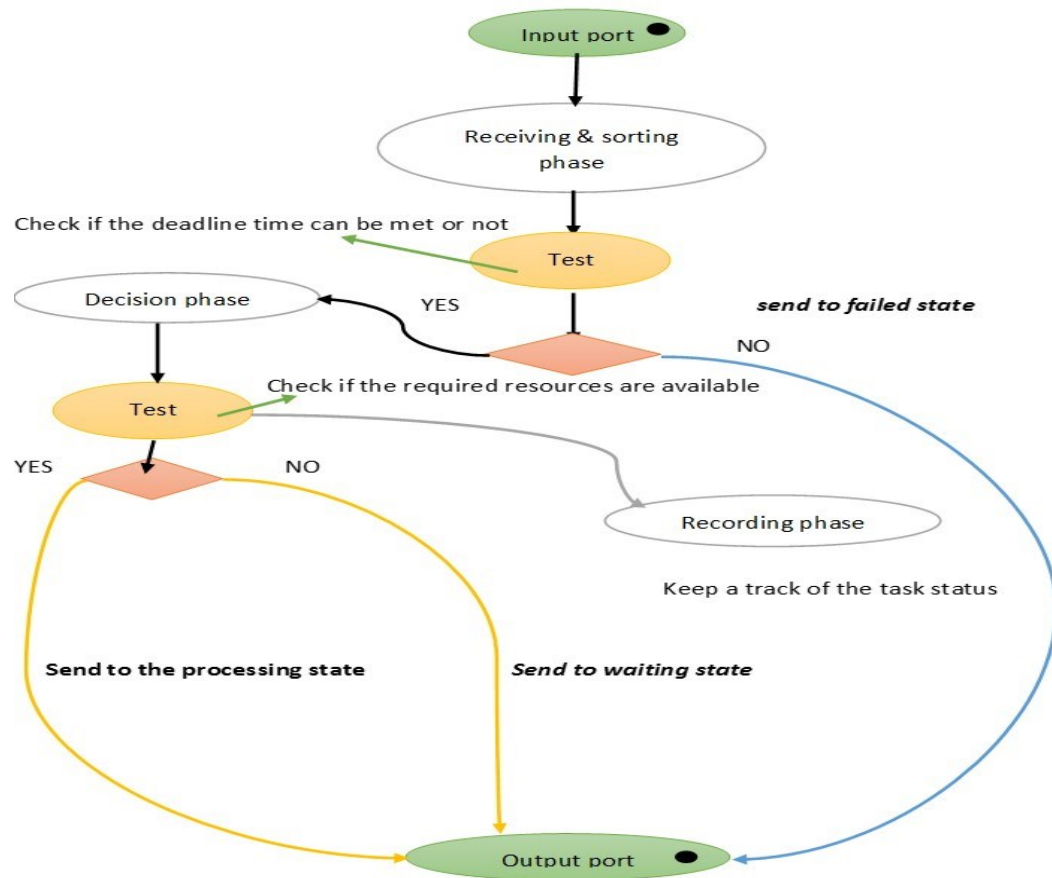 Input port
Receiving & sorting
phase
Check if the deadline time can be met or not
Test
Decision phase
YES
send to failed state
NO
Check if the required resources are available
Test
YES
NO
Recording phase
Keep a track of the task status
Send to the processing state
Send to waiting state
Output port